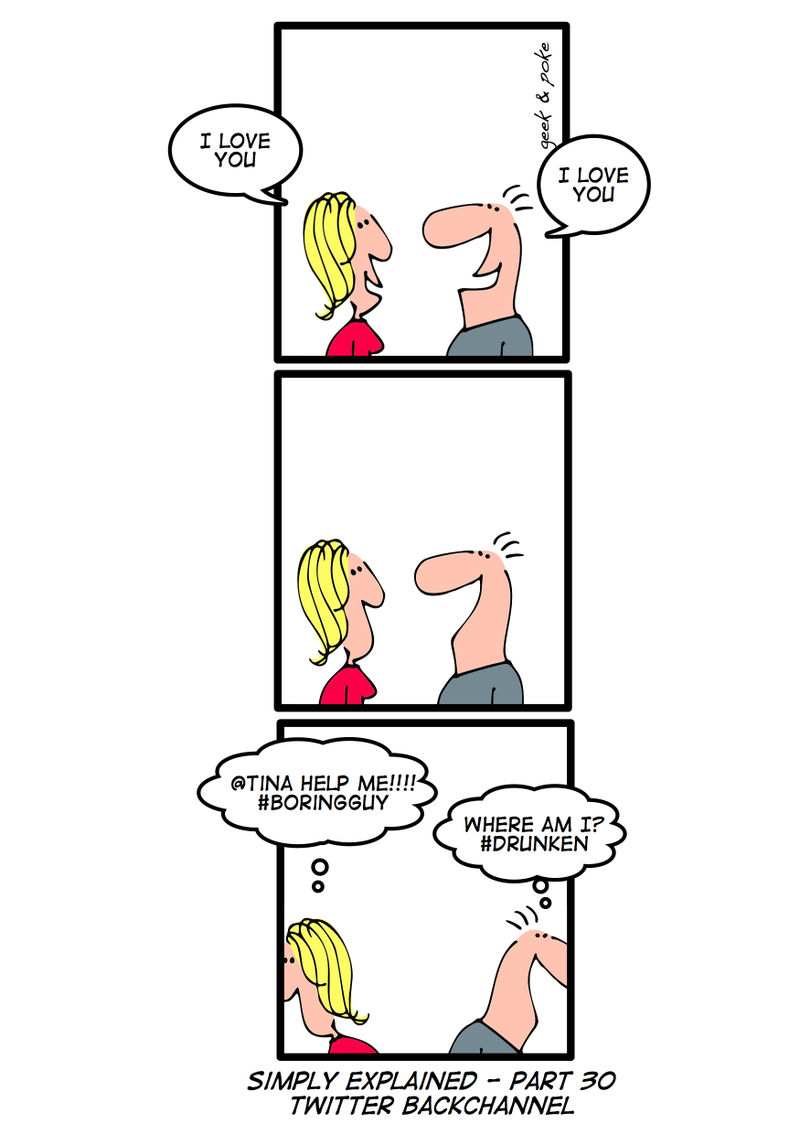 geek & poke
I LOVE
YOU
I LOVE
YOU
@TINA HELP ME!!!!
#BORINGGUY
WHERE AM I?
#DRUNKEN
SIMPLY EXPLAINED - PART 30
TWITTER BACKCHANNEL